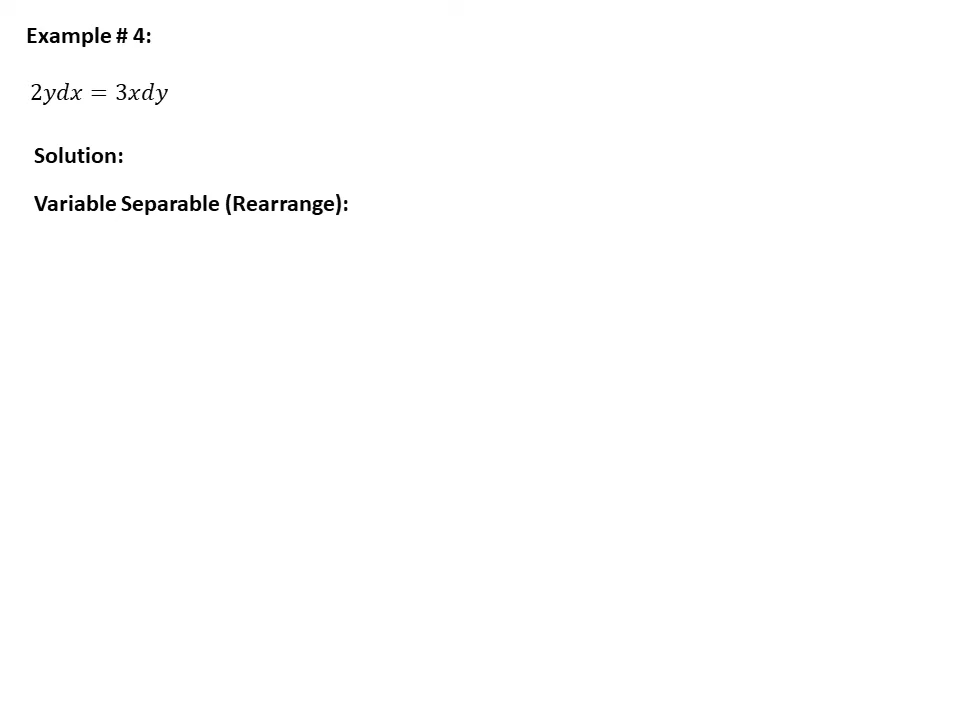 Example # 4:
2ydx = 3xdy
Solution:
Variable Separable (Rearrange):